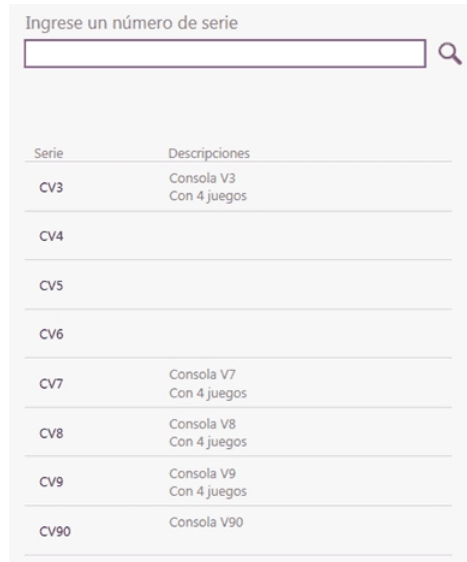 Ingrese un número de serie
Serie Descripciones
CV3 Consola V3
Con 4 juegos
CV4
CV5
CV6
CV7 Consola V7
Con 4 juegos
CV8 Consola V8
Con 4 juegos
CV9 Consola V9
Con 4 juegos
CV90 Consola V90